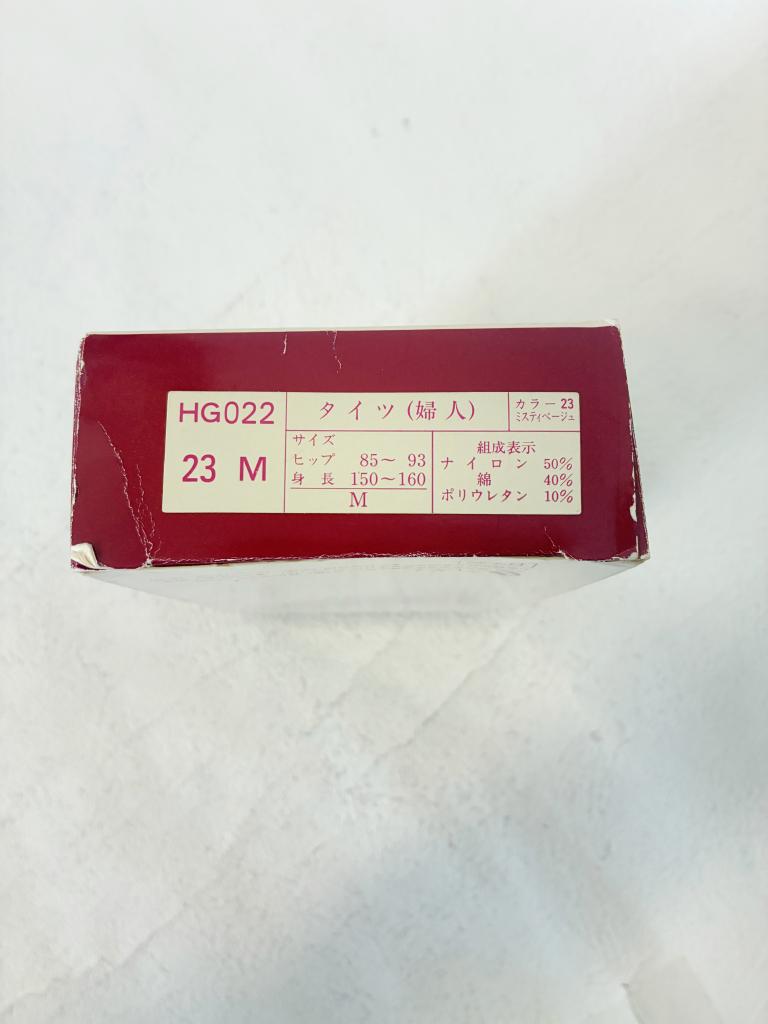 HG022
23 M
タイツ(婦人)
カラー23
ミスティベージュ
サイズ
ヒップ 85〜93
身長 150〜160
M
組成表示
ナイロン 50%
綿 40%
ポリウレタン 10%